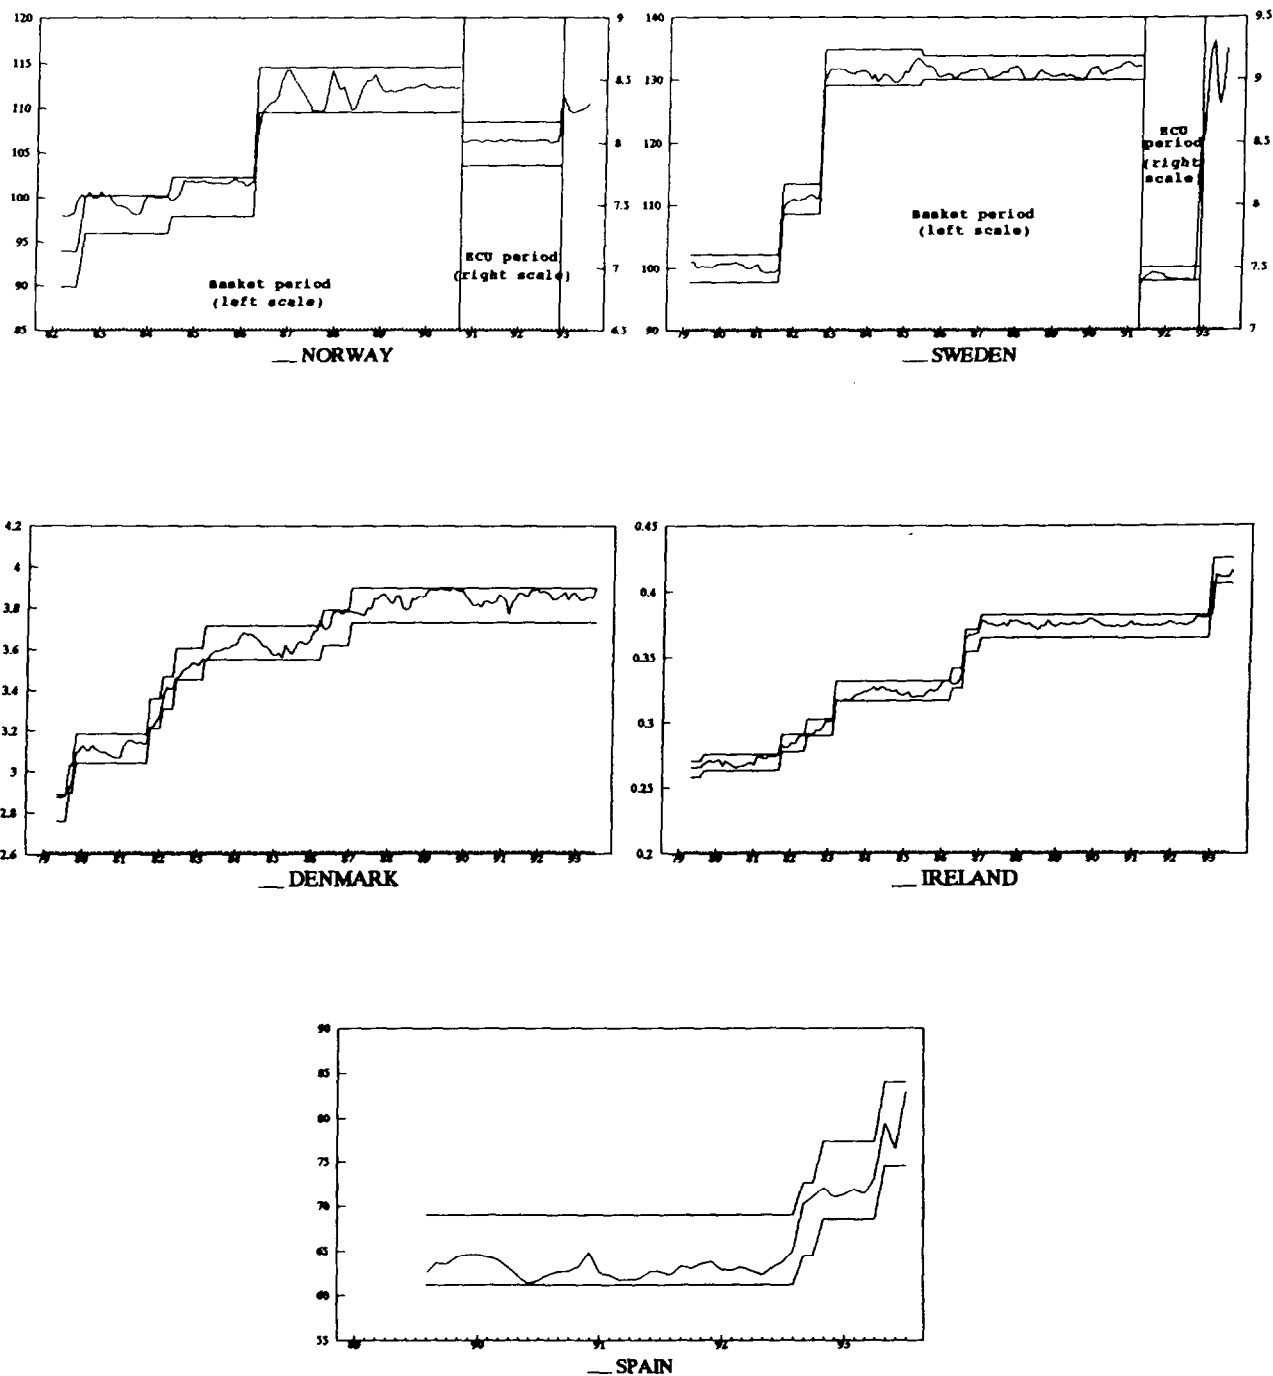 120
115
110
105
100
95
90
85
9
8.5
8
7.5
7
6.5
82 83 84 85 86 87 88 89 90 91 92 93
Basket period
(left scale)
ECU period
(right scale)
NORWAY
140
130
120
110
100
90
9.5
9
8.5
8
7.5
7
79 80 81 82 83 84 85 86 87 88 89 90 91 92 93
Basket period
(left scale)
ECU
period
(right
scale)
SWEDEN
4.2
4
3.8
3.6
3.4
3.2
3
2.8
2.6
79 80 81 82 83 84 85 86 87 88 89 90 91 92 93
DENMARK
0.45
0.4
0.35
0.3
0.25
0.2
79 80 81 82 83 84 85 86 87 88 89 90 91 92 93
IRELAND
90
85
80
75
70
65
60
55
89 90 91 92 93
SPAIN